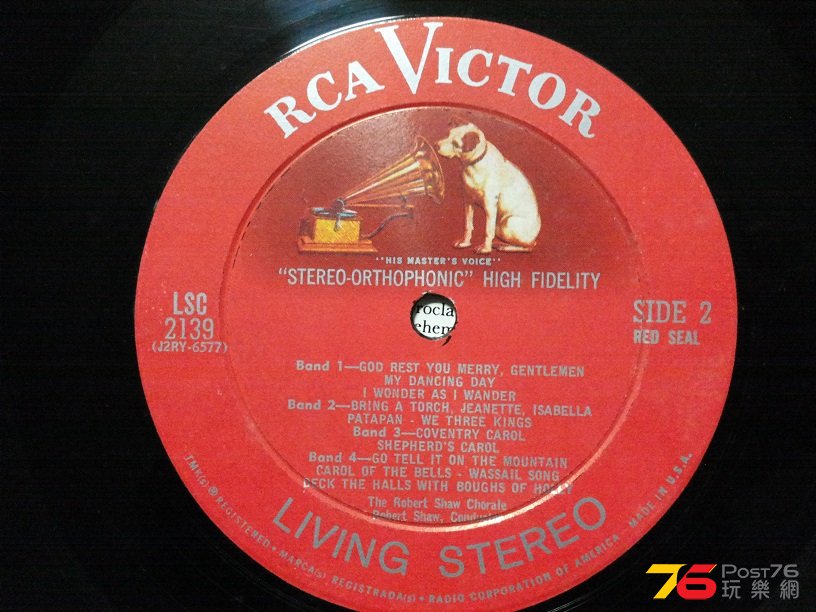 RCA VICTOR
"HIS MASTER'S VOICE"
"STEREO-ORTHOPHONIC" HIGH FIDELITY
LSC
2139
(J2RY-6577)
SIDE 2
RED SEAL
rocla
ehem
Band 1—GOD REST YOU MERRY, GENTLEMEN
MY DANCING DAY
I WONDER AS I WANDER
Band 2—BRING A TORCH, JEANETTE, ISABELLA
PATAPAN - WE THREE KINGS
Band 3—COVENTRY CAROL
SHEPHERD'S CAROL
Band 4—GO TELL IT ON THE MOUNTAIN
CAROL OF THE BELLS - WASSAIL SONG
DECK THE HALLS WITH BOUGHS OF HOLLY
The Robert Shaw Chorale
Robert Shaw, Conductor
LIVING STEREO
TMK(s) ® REGISTERED • MARCA(s) REGISTRADA(s) • RADIO CORPORATION OF AMERICA - MADE IN U.S.A.
76 POST76
玩樂網